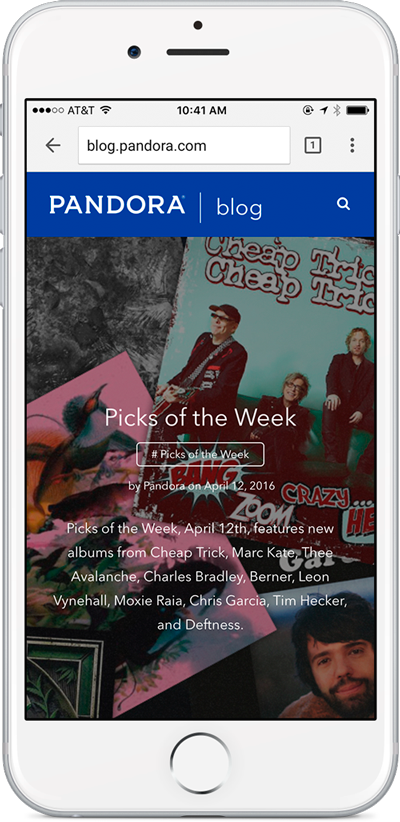 AT&T 10:41 AM
blog.pandora.com 1
PANDORA | blog
Cheap Tric
Cheap Tric
Picks of the Week
# Picks of the Week
BANG
by Pandora on April 12, 2016
ZOOM
CRAZY...
HE
Gar
Picks of the Week, April 12th, features new
albums from Cheap Trick, Marc Kate, Thee
Avalanche, Charles Bradley, Berner, Leon
Vynehall, Moxie Raia, Chris Garcia, Tim Hecker,
and Deftness.